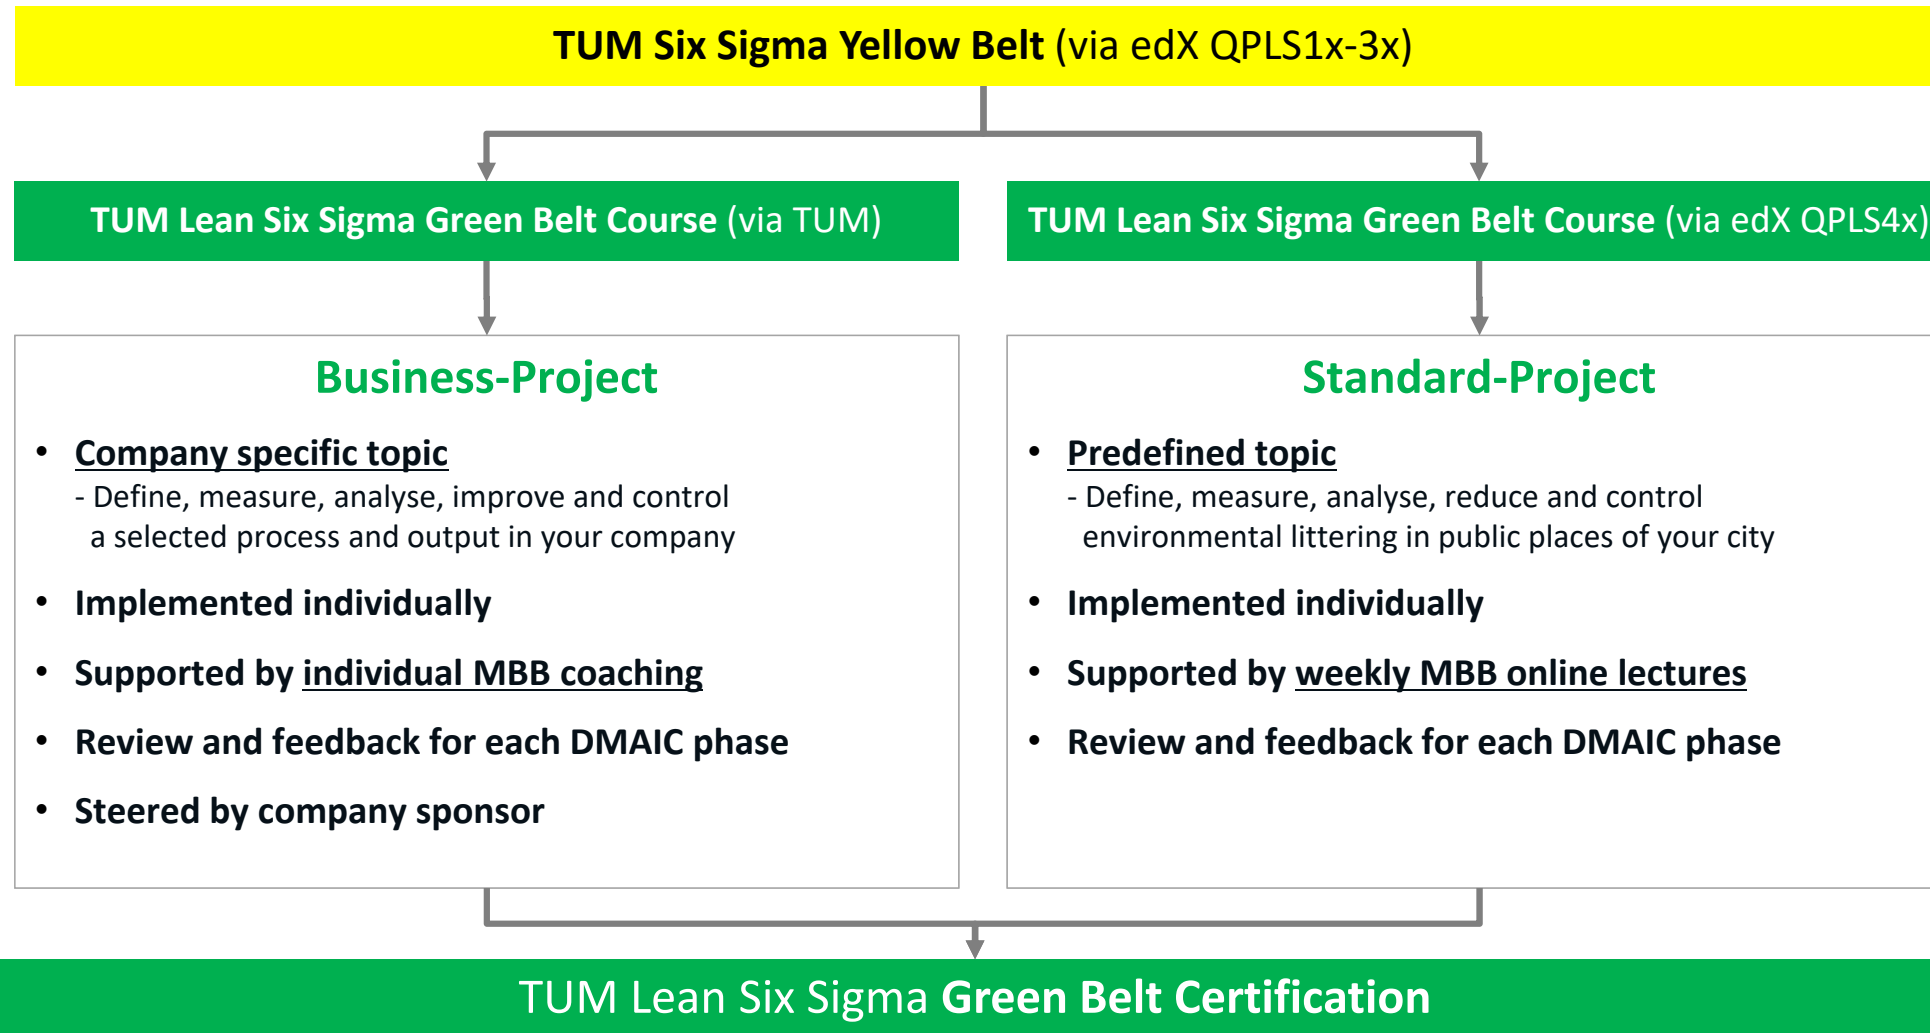 TUM Six Sigma Yellow Belt (via edX QPLS1x-3x)
TUM Lean Six Sigma Green Belt Course (via TUM)
Business-Project
• Company specific topic
- Define, measure, analyse, improve and control
a selected process and output in your company
• Implemented individually
• Supported by individual MBB coaching
• Review and feedback for each DMAIC phase
• Steered by company sponsor
TUM Lean Six Sigma Green Belt Course (via edX QPLS4x)
Standard-Project
• Predefined topic
- Define, measure, analyse, reduce and control
environmental littering in public places of your city
• Implemented individually
• Supported by weekly MBB online lectures
• Review and feedback for each DMAIC phase
TUM Lean Six Sigma Green Belt Certification